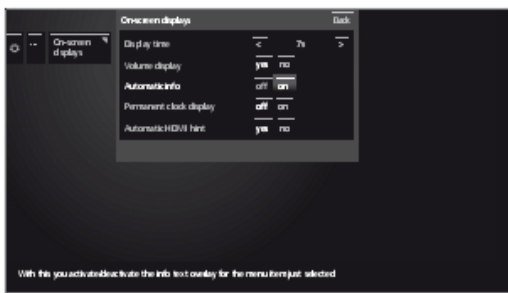 On-screen displays Back
On-screen
displays
Display time < 7s >
Volume display yes no
Automatic info off on
Permanent clock display off on
Automatic HDMI hint yes no
With this you activate/deactivate the info text overlay for the menu item just selected